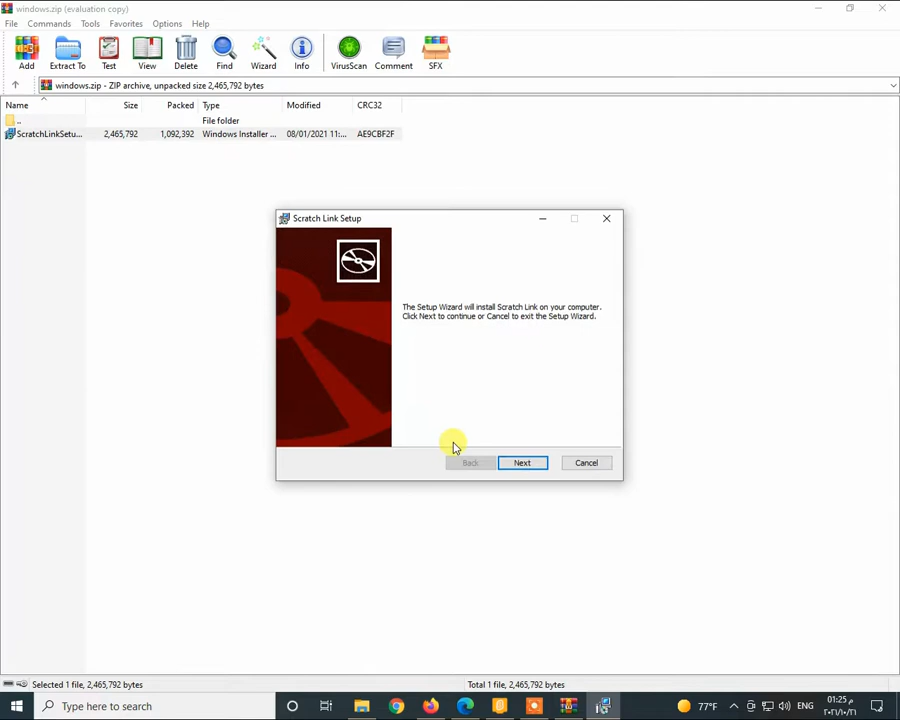 windows.zip (evaluation copy)
File Commands Tools Favorites Options Help
Add Extract To Test View Delete Find Wizard Info VirusScan Comment SFX
windows.zip - ZIP archive, unpacked size 2,465,792 bytes
Name Size Packed Type Modified CRC32
.. File folder
ScratchLinkSetu... 2,465,792 1,092,392 Windows Installer ... 08/01/2021 11:... AE9CBF2F
Scratch Link Setup
The Setup Wizard will install Scratch Link on your computer.
Click Next to continue or Cancel to exit the Setup Wizard.
Back Next Cancel
Selected 1 file, 2,465,792 bytes Total 1 file, 2,465,792 bytes
Type here to search
77°F ENG
م 01:25